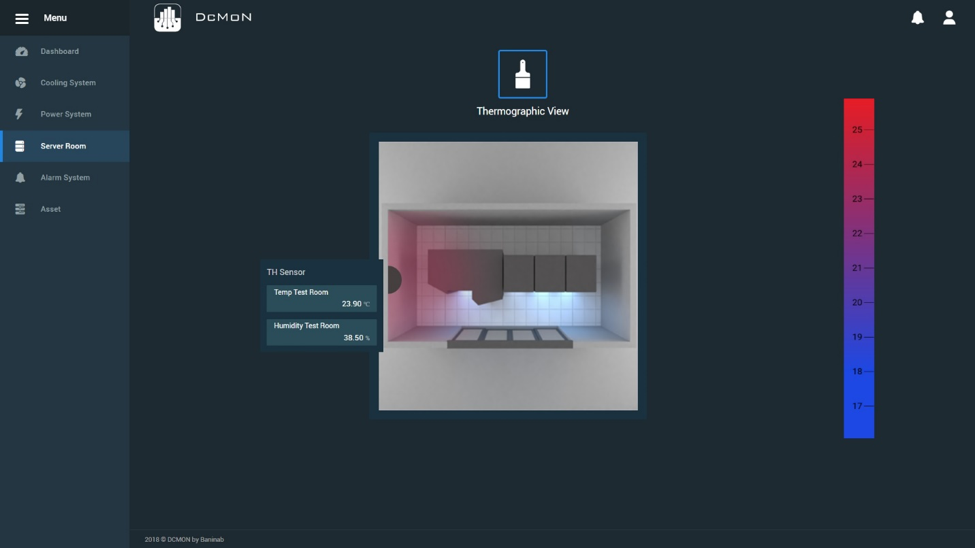 Menu
DCMON
Dashboard
Cooling System
Power System
Server Room
Alarm System
Asset
Thermographic View
TH Sensor
Temp Test Room
23.90 °C
Humidity Test Room
38.50 %
25
24
23
22
21
20
19
18
17
2018 © DCMON by Baninab